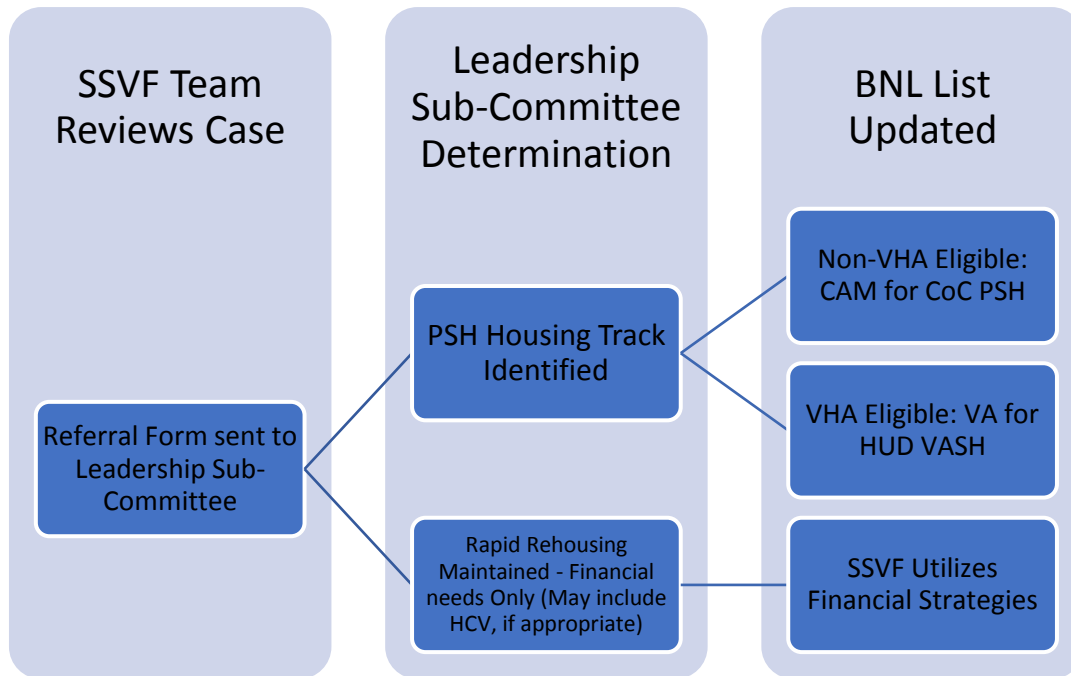 SSVF Team
Reviews Case
Referral Form sent to
Leadership Sub-
Committee
Leadership
Sub-Committee
Determination
PSH Housing Track
Identified
Rapid Rehousing
Maintained - Financial
needs Only (May include
HCV, if appropriate)
BNL List
Updated
Non-VHA Eligible:
CAM for CoC PSH
VHA Eligible: VA for
HUD VASH
SSVF Utilizes
Financial Strategies